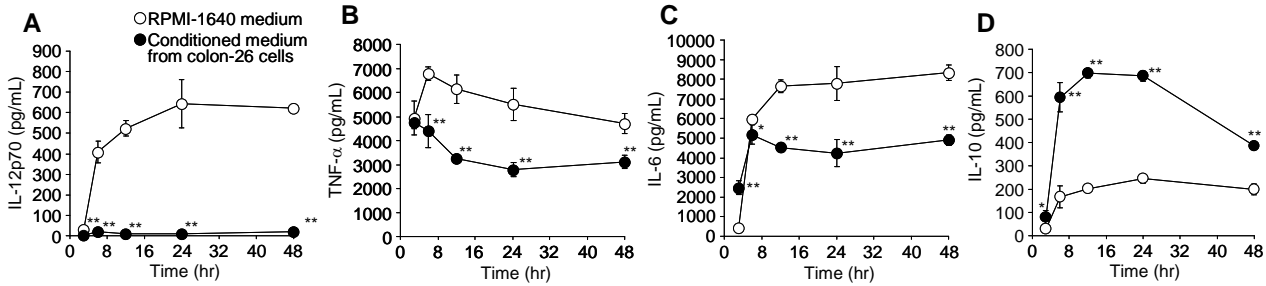 A
RPMI-1640 medium
Conditioned medium
from colon-26 cells
IL-12p70 (pg/mL)
900
800
700
600
500
400
300
200
100
0
** ** ** ** **
0 8 16 24 32 40 48
Time (hr)
B
TNF-α (pg/mL)
8000
7000
6000
5000
4000
3000
2000
1000
0
** ** ** **
0 8 16 24 32 40 48
Time (hr)
C
IL-6 (pg/mL)
10000
9000
8000
7000
6000
5000
4000
3000
2000
1000
0
** * ** ** **
0 8 16 24 32 40 48
Time (hr)
D
IL-10 (pg/mL)
800
700
600
500
400
300
200
100
0
* ** ** ** **
0 8 16 24 32 40 48
Time (hr)